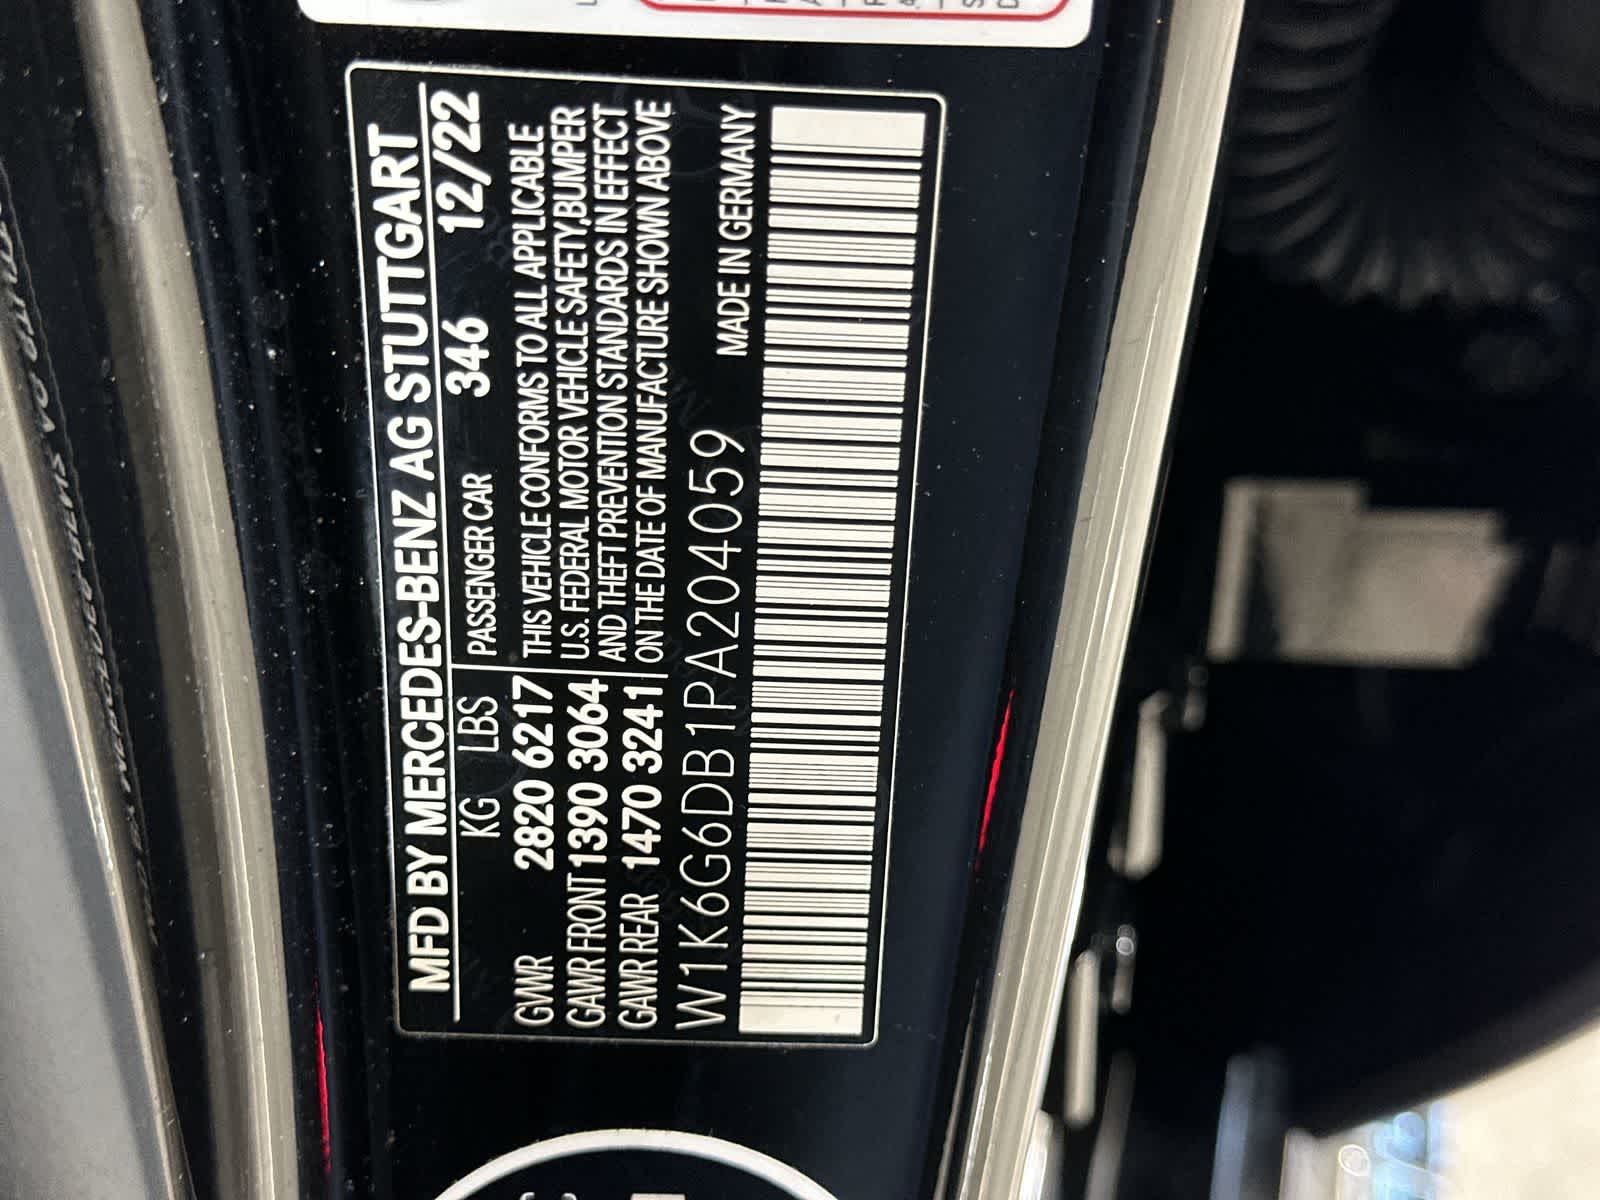 MFD BY MERCEDES-BENZ AG STUTTGART
KG LBS PASSENGER CAR 346 12/22
GVWR 2820 6217
GAWR FRONT 1390 3064
GAWR REAR 1470 3241
THIS VEHICLE CONFORMS TO ALL APPLICABLE
U.S. FEDERAL MOTOR VEHICLE SAFETY, BUMPER
AND THEFT PREVENTION STANDARDS IN EFFECT
ON THE DATE OF MANUFACTURE SHOWN ABOVE
W1K6G6DB1PA204059 MADE IN GERMANY